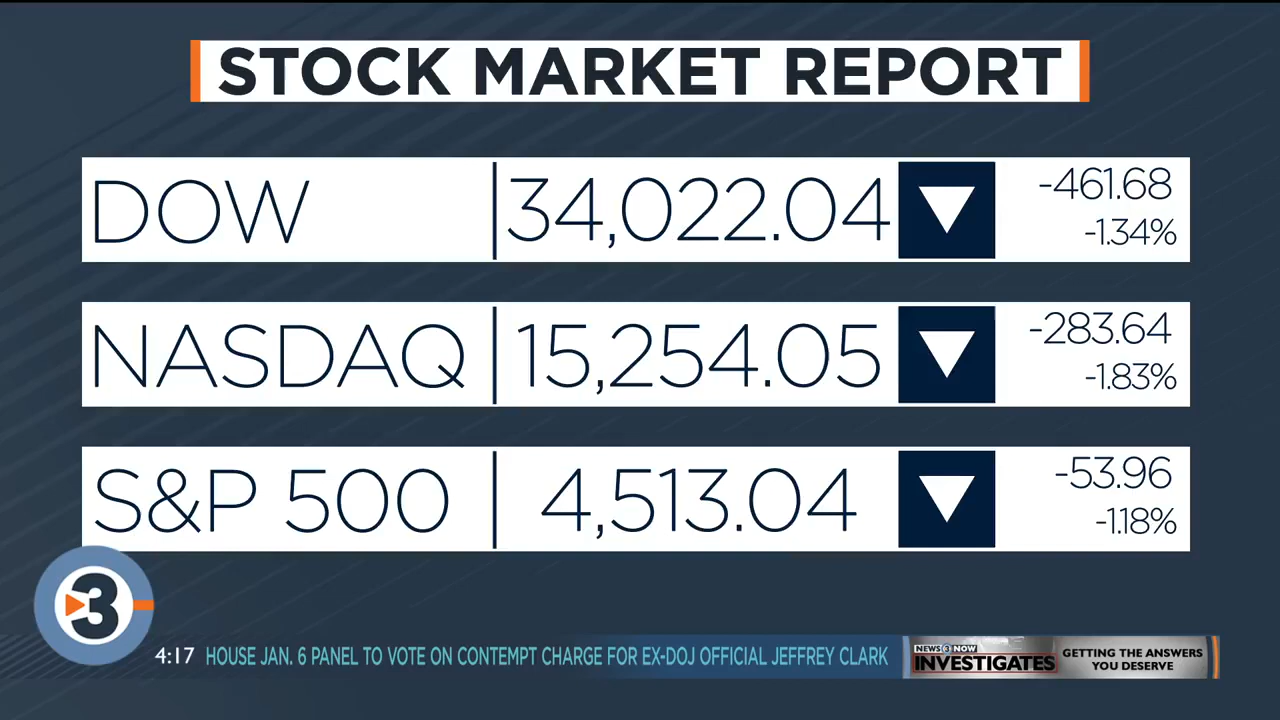 STOCK MARKET REPORT
DOW 34,022.04 -461.68
-1.34%
NASDAQ 15,254.05 -283.64
-1.83%
S&P 500 4,513.04 -53.96
-1.18%
3
4:17 HOUSE JAN. 6 PANEL TO VOTE ON CONTEMPT CHARGE FOR EX-DOJ OFFICIAL JEFFREY CLARK
NEWS 3 NOW
INVESTIGATES
GETTING THE ANSWERS
YOU DESERVE